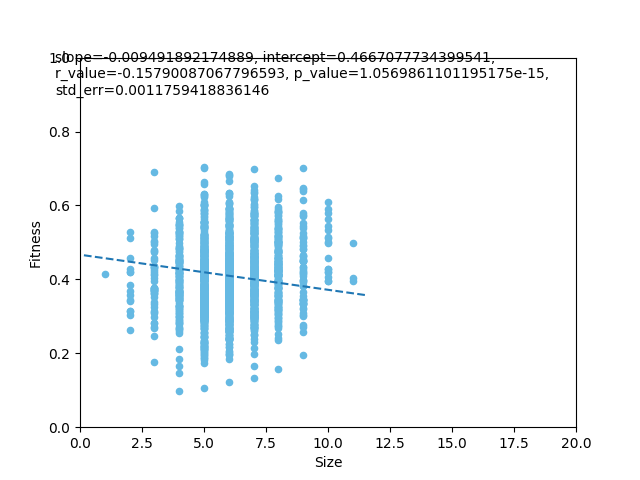 slope=-0.009491892174889, intercept=0.4667077734399541,
r_value=-0.15790087067796593, p_value=1.0569861101195175e-15,
std_err=0.0011759418836146
1.0
0.8
0.6
0.4
0.2
0.0
Fitness
0.0 2.5 5.0 7.5 10.0 12.5 15.0 17.5 20.0
Size